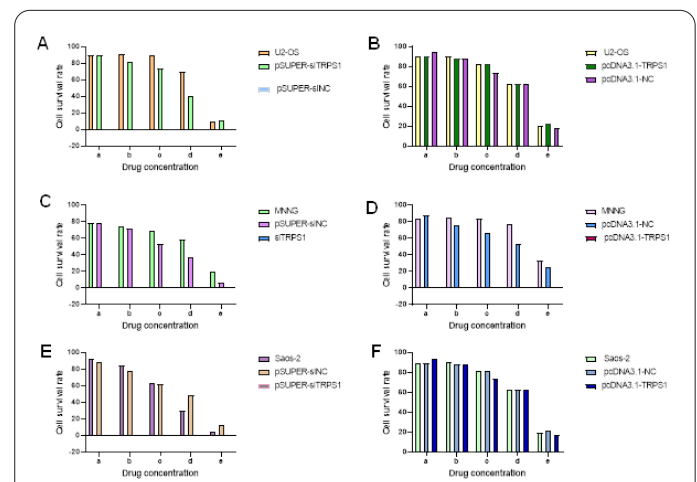 A
Cell survival rate
100
80
60
40
20
0
-20
a b c d e
Drug concentration
U2-OS
pSUPER-siTRPS1
pSUPER-siNC
B
Cell survival rate
100
80
60
40
20
0
a b c d e
Drug concentration
U2-OS
pcDNA3.1-TRPS1
pcDNA3.1-NC
C
Cell survival rate
100
80
60
40
20
0
-20
a b c d e
Drug concentration
MNNG
pSUPER-siNC
siTRPS1
D
Cell survival rate
100
80
60
40
20
0
-20
a b c d e
Drug concentration
MNNG
pcDNA3.1-NC
pcDNA3.1-TRPS1
E
Cell survival rate
100
80
60
40
20
0
-20
a b c d e
Drug concentration
Saos-2
pSUPER-siNC
pSUPER-siTRPS1
F
Cell survival rate
100
80
60
40
20
0
a b c d e
Drug concentration
Saos-2
pcDNA3.1-NC
pcDNA3.1-TRPS1